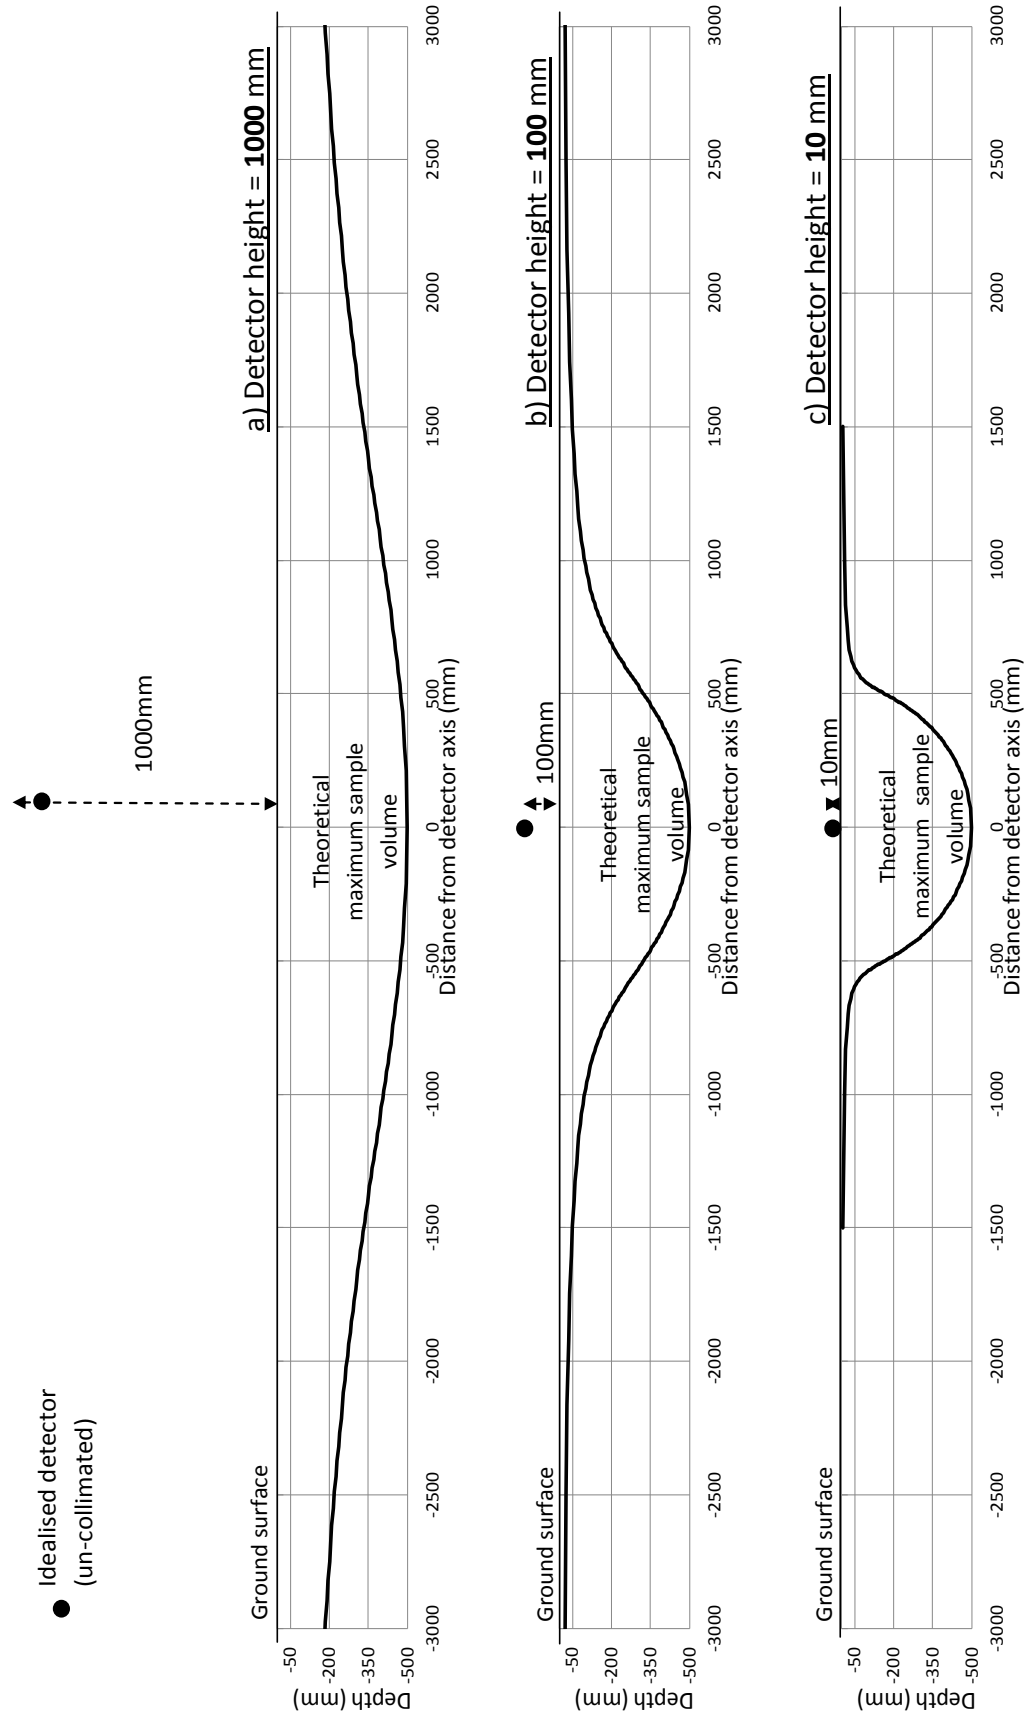 Idealised detector
(un-collimated)
1000mm
a) Detector height = 1000 mm
Ground surface
Theoretical
maximum sample
volume
Depth (mm)
-50
-200
-350
-500
-3000 -2500 -2000 -1500 -1000 -500 0 500 1000 1500 2000 2500 3000
Distance from detector axis (mm)
b) Detector height = 100 mm
100mm
Ground surface
Theoretical
maximum sample
volume
Depth (mm)
-50
-200
-350
-500
-3000 -2500 -2000 -1500 -1000 -500 0 500 1000 1500 2000 2500 3000
Distance from detector axis (mm)
c) Detector height = 10 mm
10mm
Ground surface
Theoretical
maximum sample
volume
Depth (mm)
-50
-200
-350
-500
-3000 -2500 -2000 -1500 -1000 -500 0 500 1000 1500 2000 2500 3000
Distance from detector axis (mm)